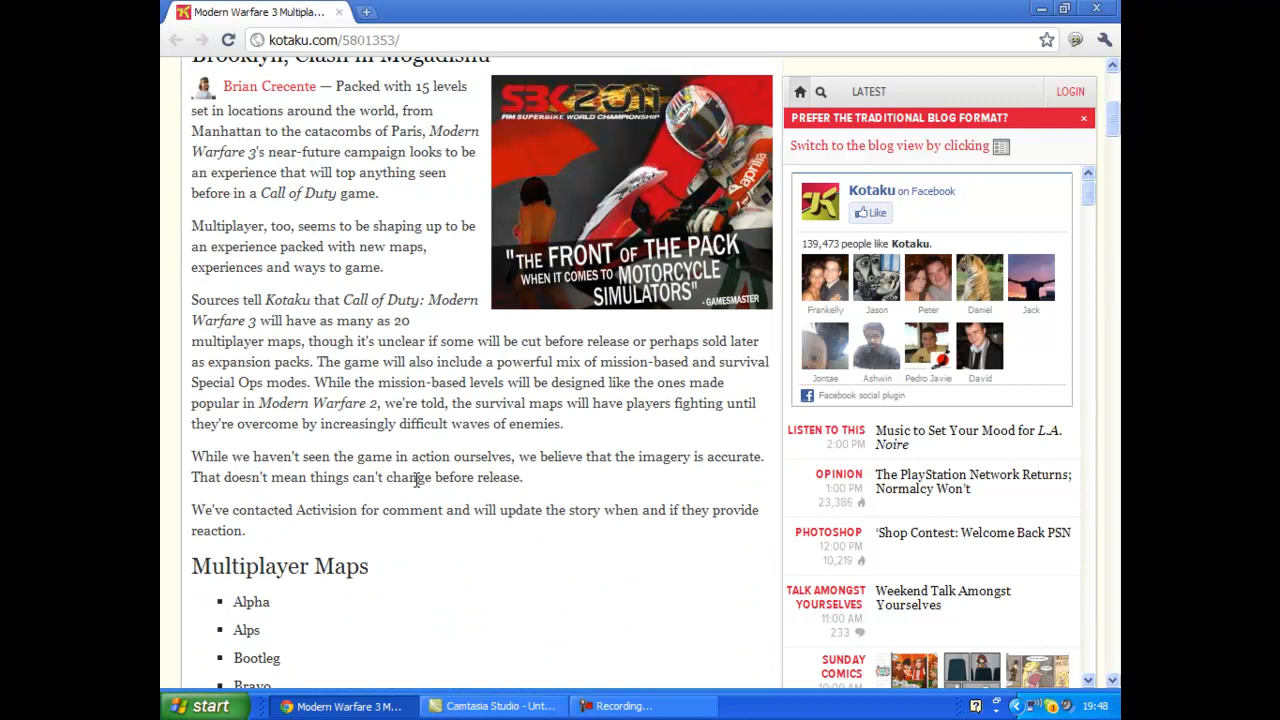 Modern Warfare 3 Multipla...
kotaku.com/5801353/
Brooklyn, Clash in Mogadishu
Brian Crecente — Packed with 15 levels
set in locations around the world, from
Manhattan to the catacombs of Paris, Modern
Warfare 3's near-future campaign looks to be
an experience that will top anything seen
before in a Call of Duty game.
Multiplayer, too, seems to be shaping up to be
an experience packed with new maps,
experiences and ways to game.
Sources tell Kotaku that Call of Duty: Modern
Warfare 3 will have as many as 20
multiplayer maps, though it's unclear if some will be cut before release or perhaps sold later
as expansion packs. The game will also include a powerful mix of mission-based and survival
Special Ops modes. While the mission-based levels will be designed like the ones made
popular in Modern Warfare 2, we're told, the survival maps will have players fighting until
they're overcome by increasingly difficult waves of enemies.
While we haven't seen the game in action ourselves, we believe that the imagery is accurate.
That doesn't mean things can't change before release.
We've contacted Activision for comment and will update the story when and if they provide
reaction.
Multiplayer Maps
Alpha
Alps
Bootleg
Bravo
SBK2011
FIM SUPERBIKE WORLD CHAMPIONSHIP
aprilia
"THE FRONT OF THE PACK
WHEN IT COMES TO MOTORCYCLE
SIMULATORS"
- GAMESMASTER
LATEST
LOGIN
PREFER THE TRADITIONAL BLOG FORMAT?
×
Switch to the blog view by clicking
Kotaku on Facebook
Like
139,473 people like Kotaku.
Frankelly Jason Peter Daniel Jack
Jontae Ashwin Pedro Javier David
Facebook social plugin
LISTEN TO THIS
2:00 PM
Music to Set Your Mood for L.A.
Noire
OPINION
1:00 PM
23,386
The PlayStation Network Returns;
Normalcy Won't
PHOTOSHOP
12:00 PM
10,219
'Shop Contest: Welcome Back PSN
TALK AMONGST
YOURSELVES
11:00 AM
233
Weekend Talk Amongst
Yourselves
SUNDAY
COMICS
10:00 AM
start
Modern Warfare 3 M...
Camtasia Studio - Unt...
Recording...
19:48